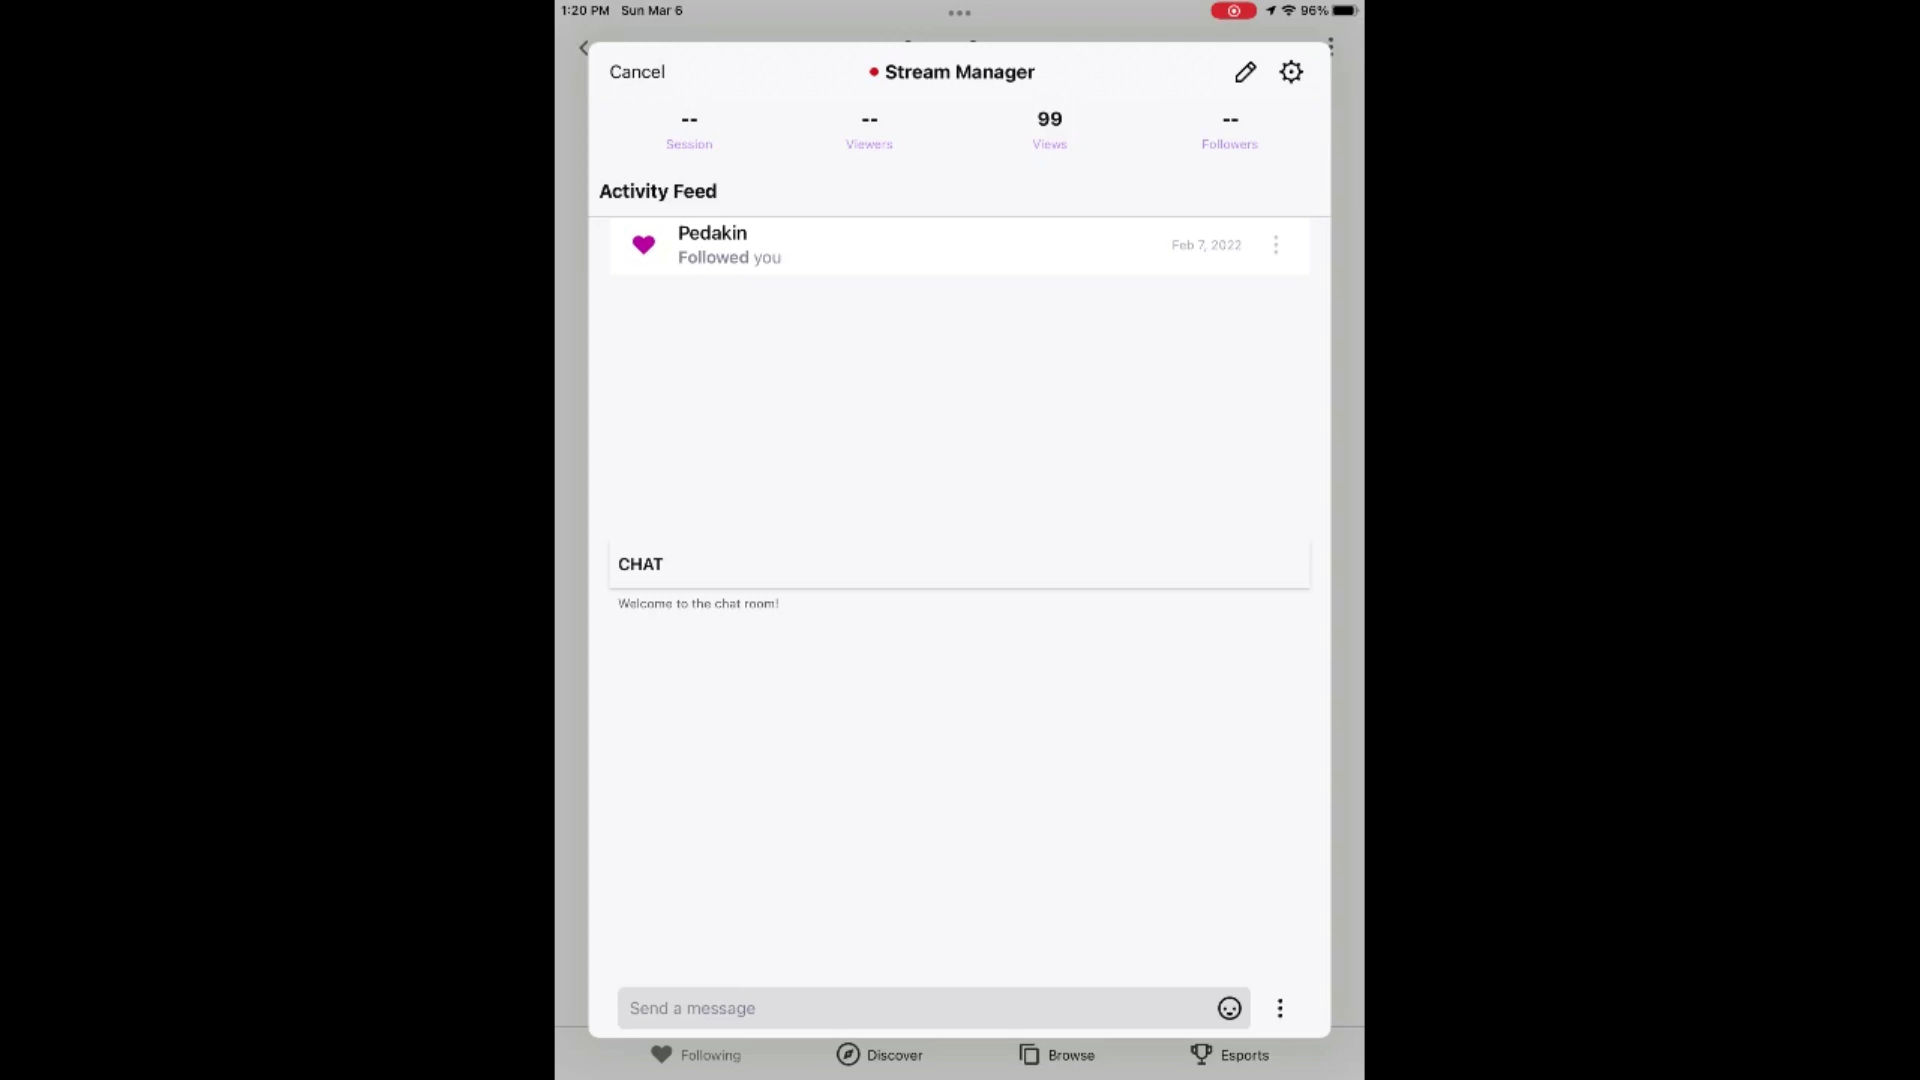 1:20 PM Sun Mar 6
96%
Cancel
Stream Manager
--
--
99
--
Session
Viewers
Views
Followers
Activity Feed
Pedakin
Followed you
Feb 7, 2022
CHAT
Welcome to the chat room!
Send a message
Following
Discover
Browse
Esports